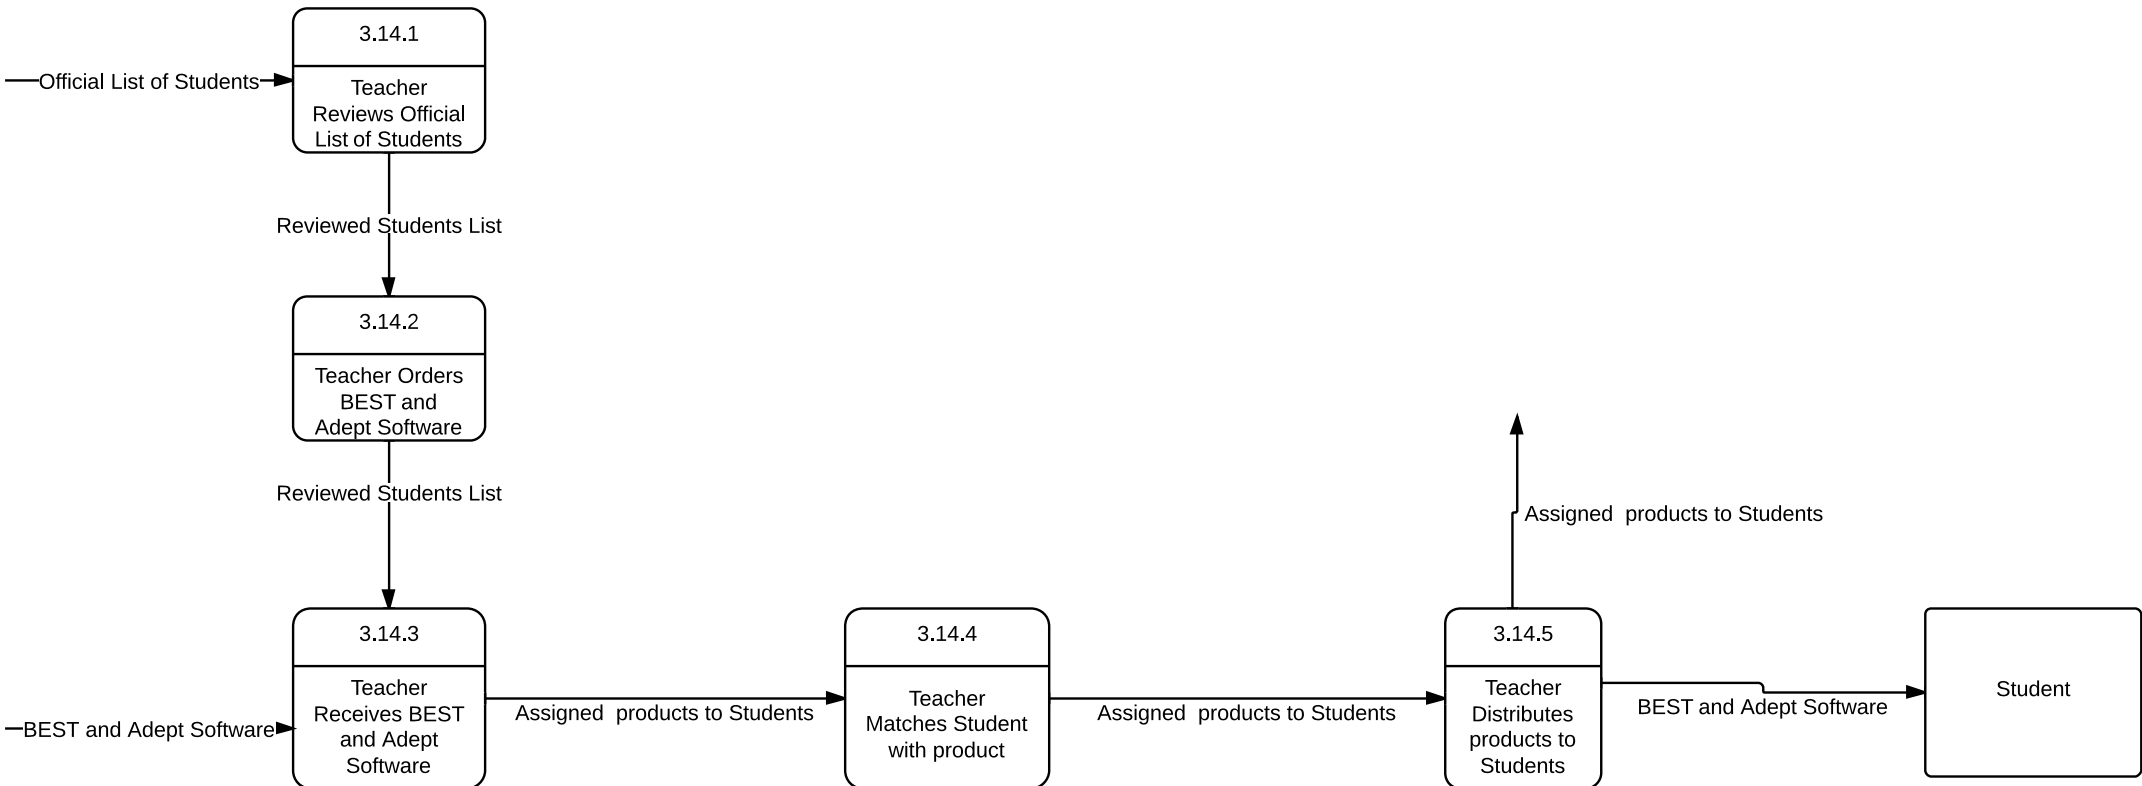 3.14.1
Official List of Students
Teacher
Reviews Official
List of Students
Reviewed Students List
3.14.2
Teacher Orders
BEST and
Adept Software
Reviewed Students List
Assigned  products to Students
3.14.3
BEST and Adept Software
Teacher
Receives BEST
and Adept
Software
Assigned  products to Students
3.14.4
Teacher
Matches Student
with product
Assigned  products to Students
3.14.5
Teacher
Distributes
products to
Students
BEST and Adept Software
Student